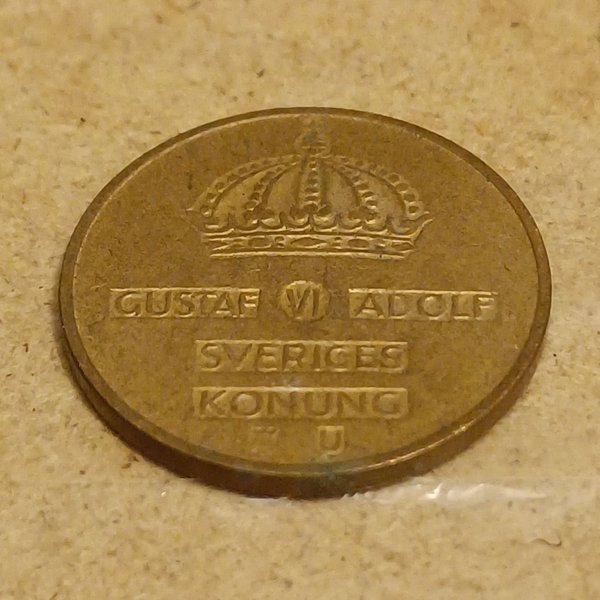 GUSTAF VI ADOLF
SVERIGES
KONUNG
U